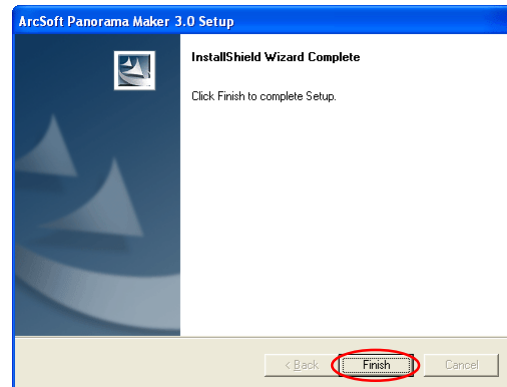 ArcSoft Panorama Maker 3.0 Setup
InstallShield Wizard Complete
Click Finish to complete Setup.
< Back Finish Cancel